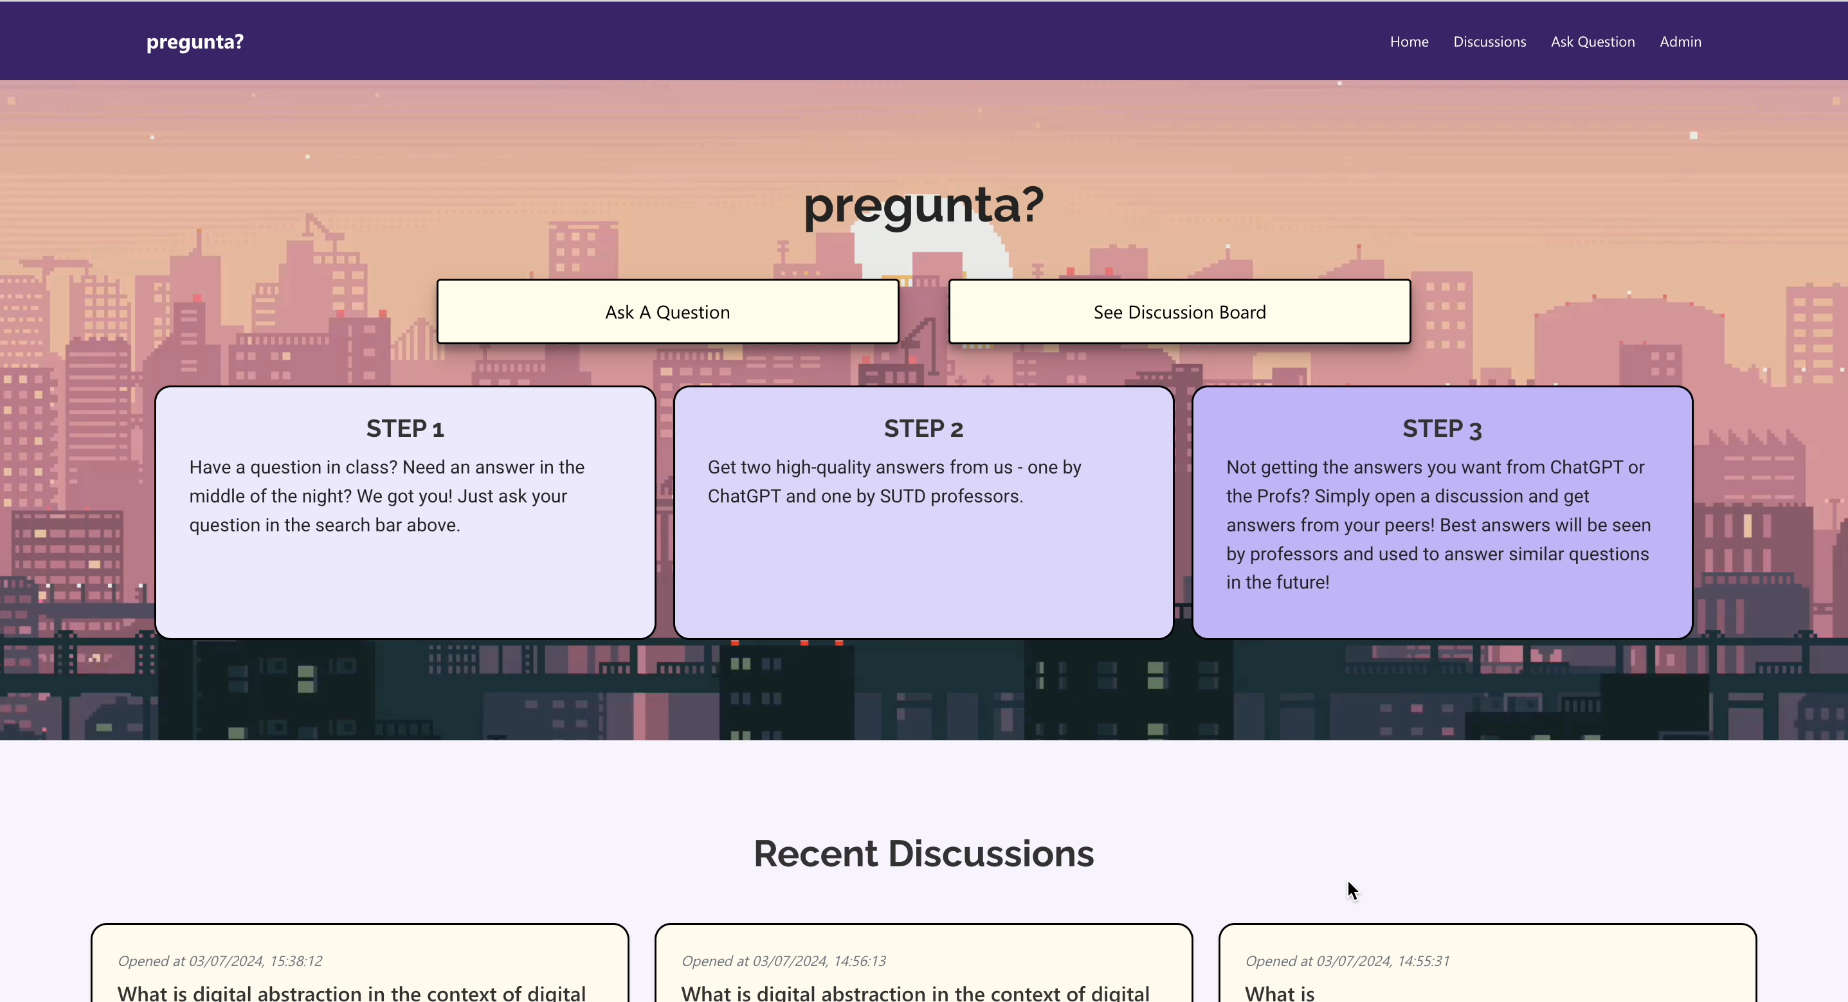 pregunta?
Home Discussions Ask Question Admin
pregunta?
Ask A Question
See Discussion Board
STEP 1
Have a question in class? Need an answer in the
middle of the night? We got you! Just ask your
question in the search bar above.
STEP 2
Get two high-quality answers from us - one by
ChatGPT and one by SUTD professors.
STEP 3
Not getting the answers you want from ChatGPT or
the Profs? Simply open a discussion and get
answers from your peers! Best answers will be seen
by professors and used to answer similar questions
in the future!
Recent Discussions
Opened at 03/07/2024, 15:38:12
What is digital abstraction in the context of digital
Opened at 03/07/2024, 14:56:13
What is digital abstraction in the context of digital
Opened at 03/07/2024, 14:55:31
What is